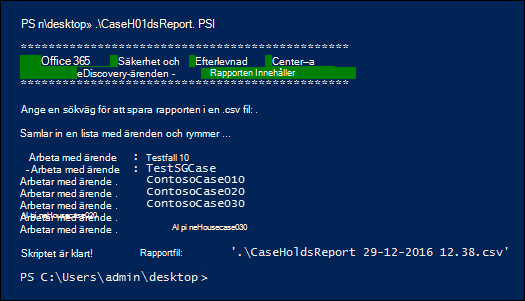 PS n\desktop» .\CaseH01dsReport. PSI
************************************************
Office 365 Säkerhet och Efterlevnad Center—a
eDiscovery-ärenden - Rapporten Innehåller
************************************************
Ange en sökväg för att spara rapporten i en .csv fil: .
Samlar in en lista med ärenden och rymmer ...
Arbeta med ärende : Testfall 10
- Arbeta med ärende : TestSGCase
Arbetar med ärende . ContosoCase010
Arbetar med ärende . ContosoCase020
Arbetar med ärende . ContosoCase030
Al pi neHousecase020
Arbetar med ärende .
Al pi neHousecase030
Arbetar med ärende .
Skriptet är klart! Rapportfil: '.\CaseHoldsReport 29-12-2016 12.38.csv'
PS C:\Users\admin\desktop>